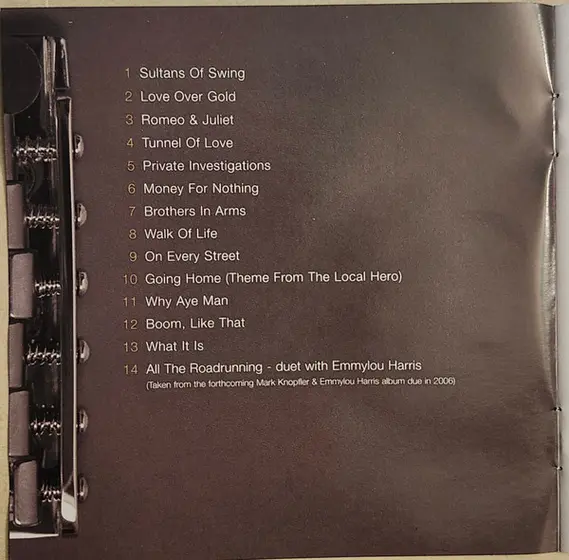 1 Sultans Of Swing
2 Love Over Gold
3 Romeo & Juliet
4 Tunnel Of Love
5 Private Investigations
6 Money For Nothing
7 Brothers In Arms
8 Walk Of Life
9 On Every Street
10 Going Home (Theme From The Local Hero)
11 Why Aye Man
12 Boom, Like That
13 What It Is
14 All The Roadrunning - duet with Emmylou Harris
(Taken from the forthcoming Mark Knopfler & Emmylou Harris album due in 2006)